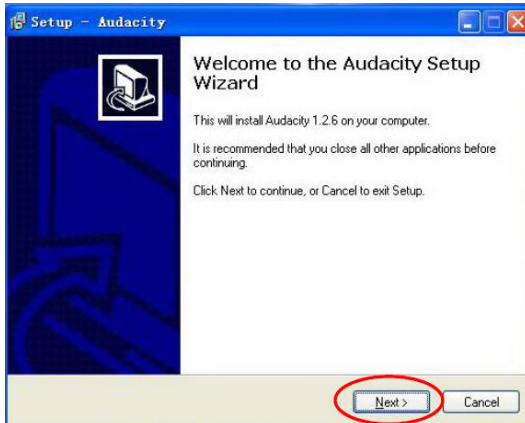 Setup - Audacity
Welcome to the Audacity Setup
Wizard
This will install Audacity 1.2.6 on your computer.
It is recommended that you close all other applications before
continuing.
Click Next to continue, or Cancel to exit Setup.
Next >
Cancel